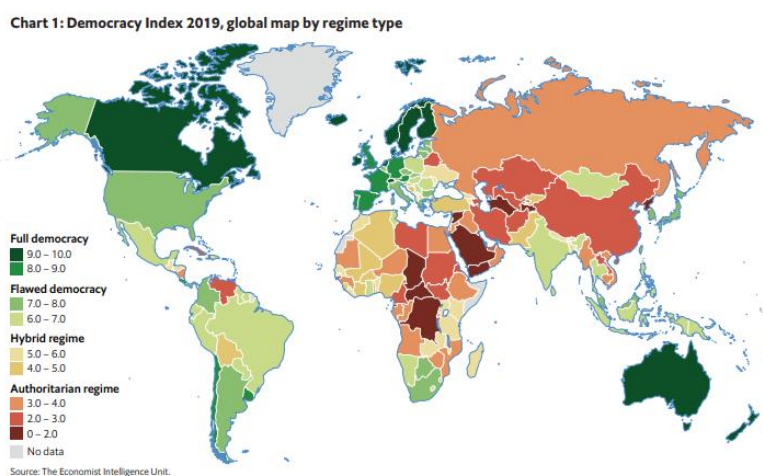 Chart 1: Democracy Index 2019, global map by regime type
Full democracy
9.0 – 10.0
8.0 – 9.0
Flawed democracy
7.0 – 8.0
6.0 – 7.0
Hybrid regime
5.0 – 6.0
4.0 – 5.0
Authoritarian regime
3.0 – 4.0
2.0 – 3.0
0 – 2.0
No data
Source: The Economist Intelligence Unit.